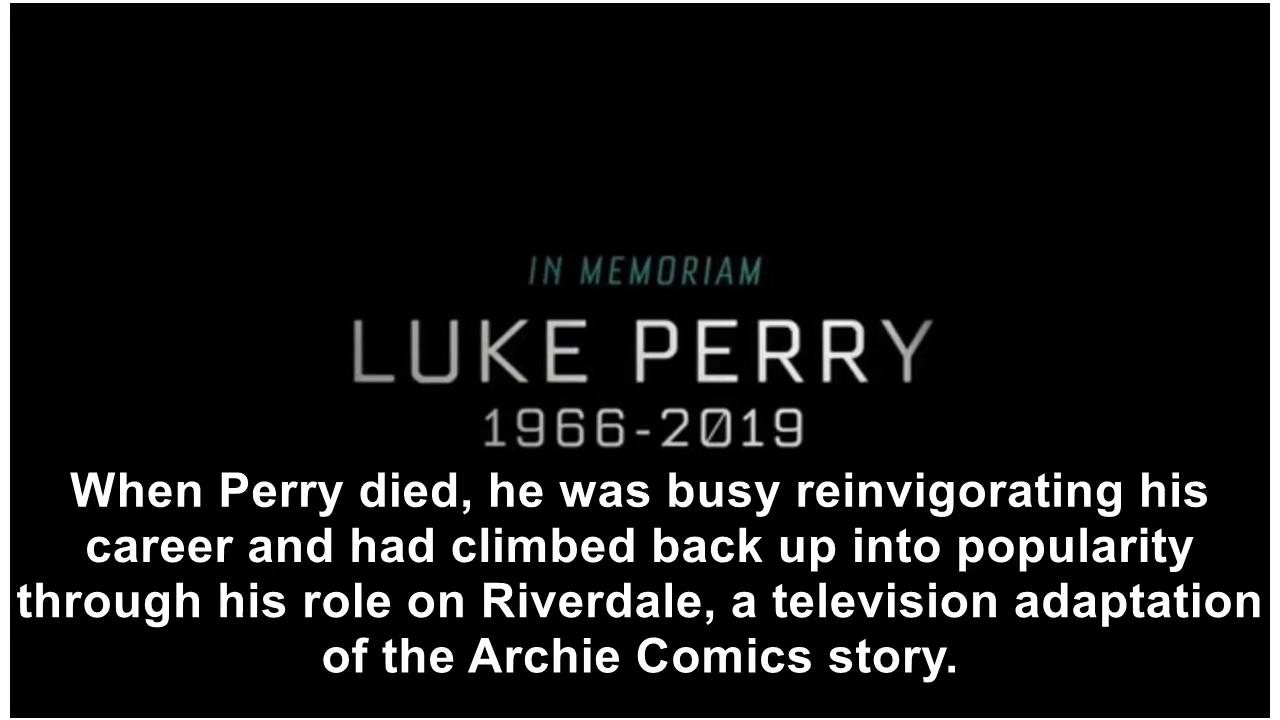 IN MEMORIAM
LUKE PERRY
1966-2019
When Perry died, he was busy reinvigorating his
career and had climbed back up into popularity
through his role on Riverdale, a television adaptation
of the Archie Comics story.